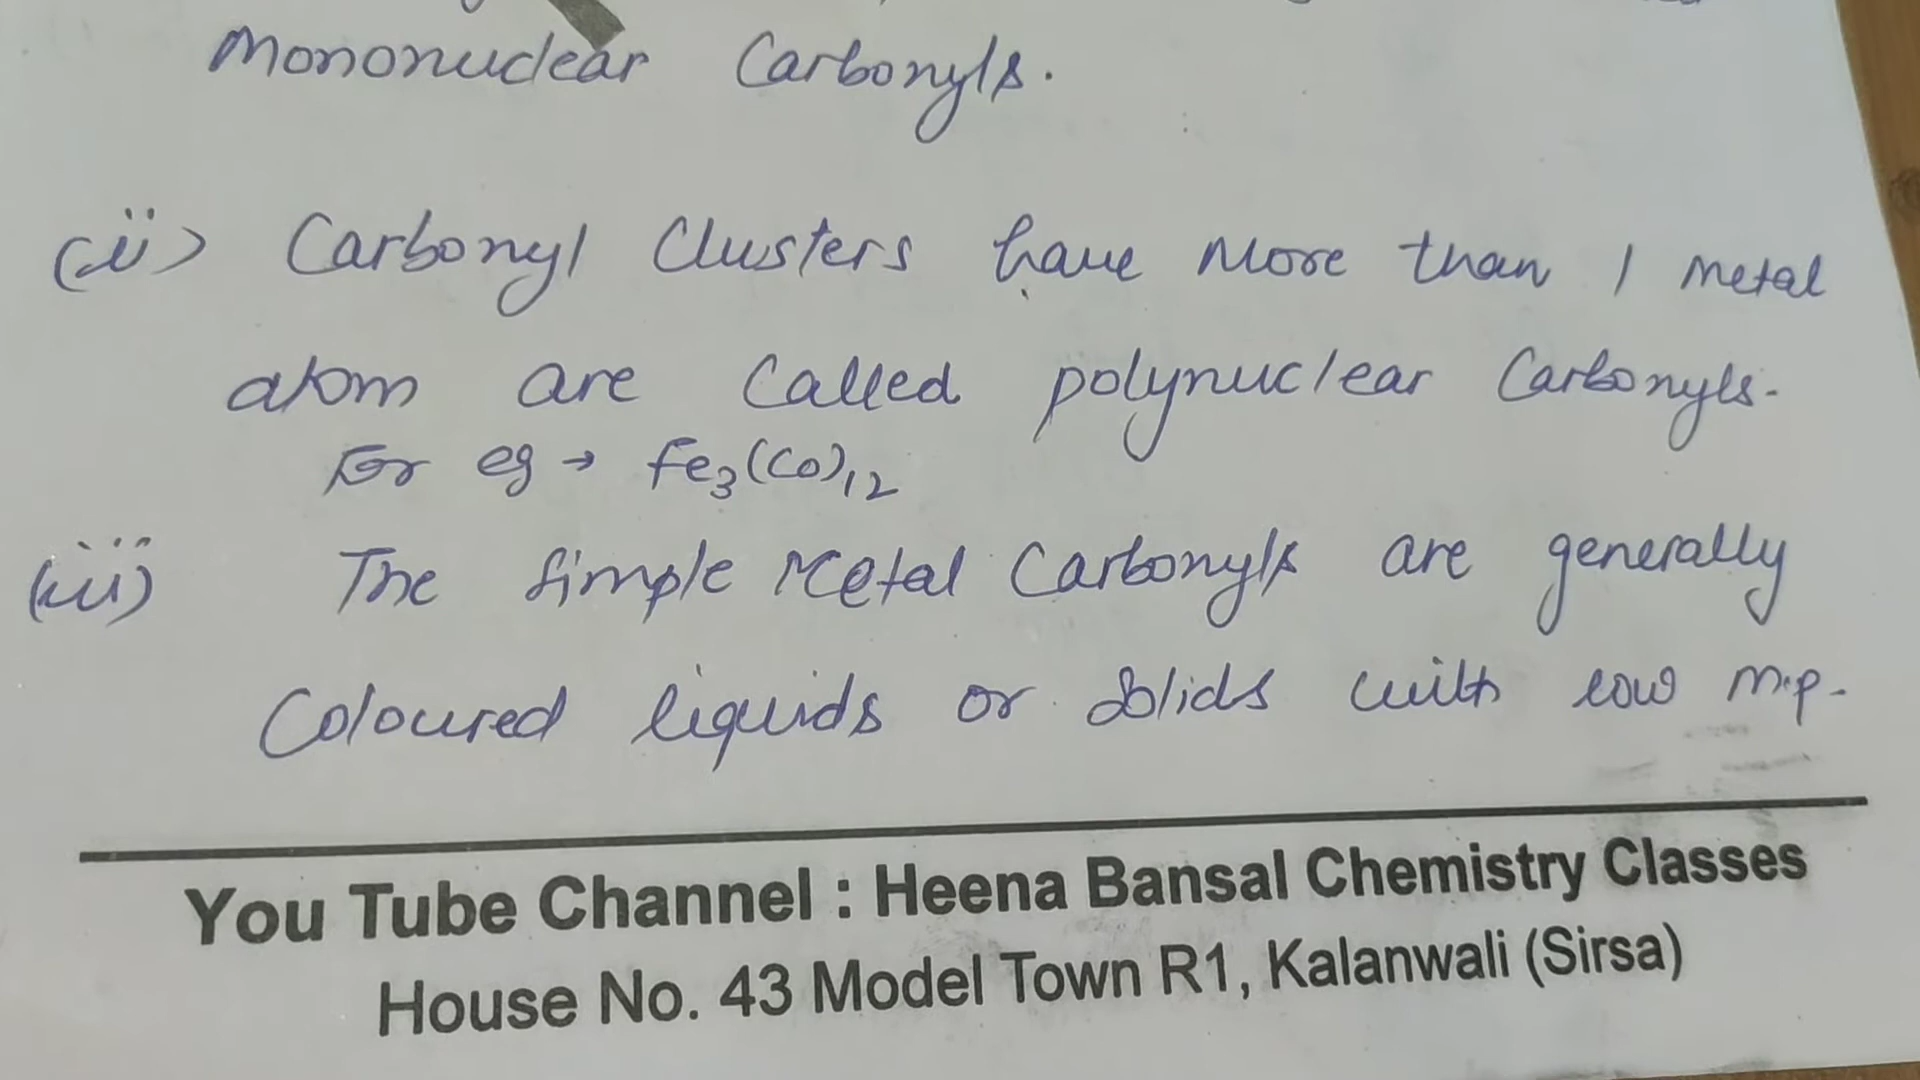 Mononuclear Carbonyls.
(ii) Carbonyl Clusters have more than 1 metal
atom are Called polynuclear Carbonyls.
For eg → Fe3(CO)12
(iii) The simple Metal Carbonyls are generally
Coloured liquids or solids with low m.p.
You Tube Channel : Heena Bansal Chemistry Classes
House No. 43 Model Town R1, Kalanwali (Sirsa)